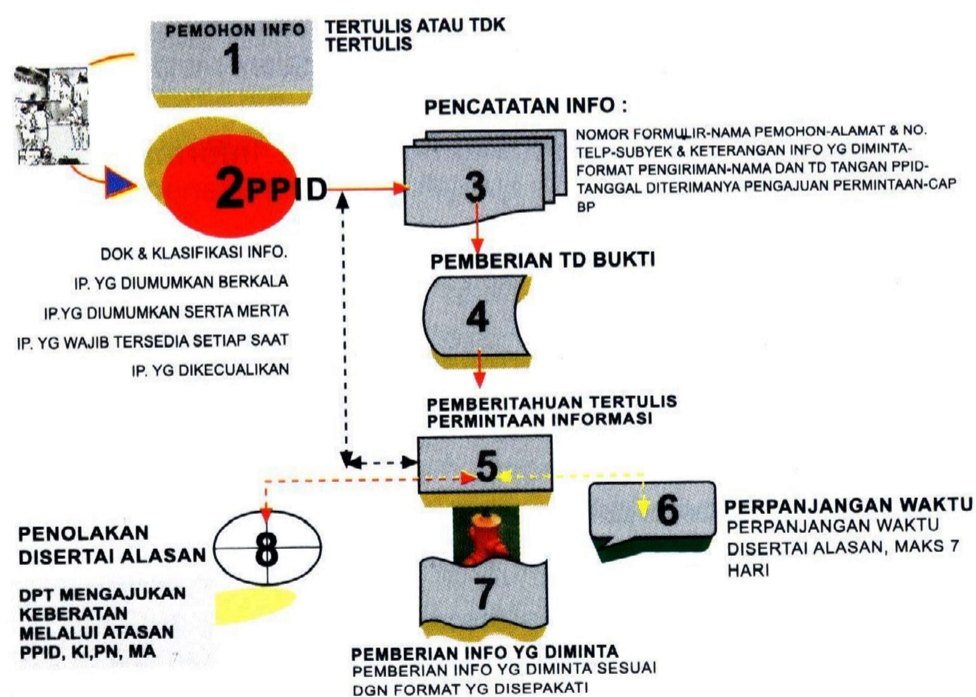 PEMOHON INFO
1
TERTULIS ATAU TDK
TERTULIS
2 PPID
DOK & KLASIFIKASI INFO.
IP. YG DIUMUMKAN BERKALA
IP.YG DIUMUMKAN SERTA MERTA
IP. YG WAJIB TERSEDIA SETIAP SAAT
IP. YG DIKECUALIKAN
PENCATATAN INFO :
3
NOMOR FORMULIR-NAMA PEMOHON-ALAMAT & NO.
TELP-SUBYEK & KETERANGAN INFO YG DIMINTA-
FORMAT PENGIRIMAN-NAMA DAN TD TANGAN PPID-
TANGGAL DITERIMANYA PENGAJUAN PERMINTAAN-CAP
BP
PEMBERIAN TD BUKTI
4
PEMBERITAHUAN TERTULIS
PERMINTAAN INFORMASI
5
6
PERPANJANGAN WAKTU
PERPANJANGAN WAKTU
DISERTAI ALASAN, MAKS 7
HARI
7
PEMBERIAN INFO YG DIMINTA
PEMBERIAN INFO YG DIMINTA SESUAI
DGN FORMAT YG DISEPAKATI
PENOLAKAN
DISERTAI ALASAN
8
DPT MENGAJUKAN
KEBERATAN
MELALUI ATASAN
PPID, KI,PN, MA